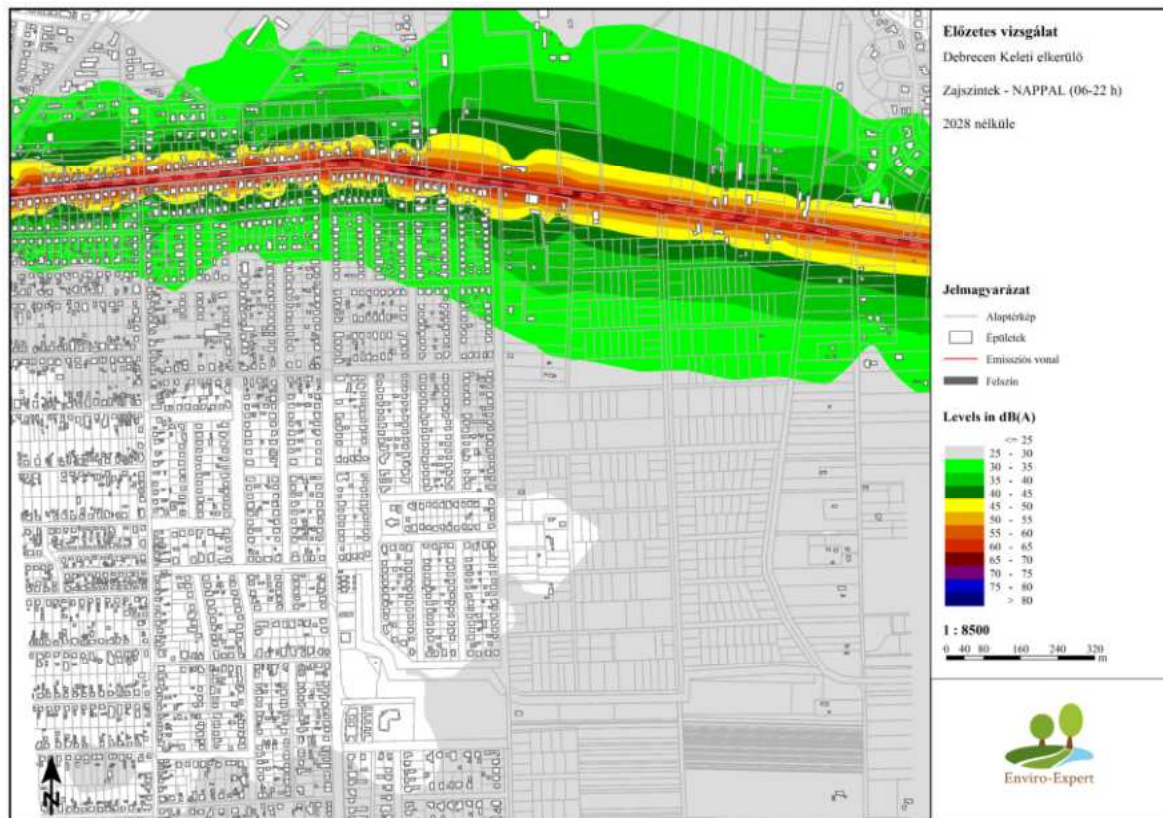 Előzetes vizsgálat
Debrecen Keleti elkerülő
Zajszintek - NAPPAL (06-22 h)
2028 nélküle
Jelmagyarázat
Alaptérkép
Épületek
Emissziós vonal
Felszín
Levels in dB(A)
<= 25
25 - 30
30 - 35
35 - 40
40 - 45
45 - 50
50 - 55
55 - 60
60 - 65
65 - 70
70 - 75
75 - 80
> 80
1 : 8500
0 40 80 160 240 320
m
Enviro-Expert
N